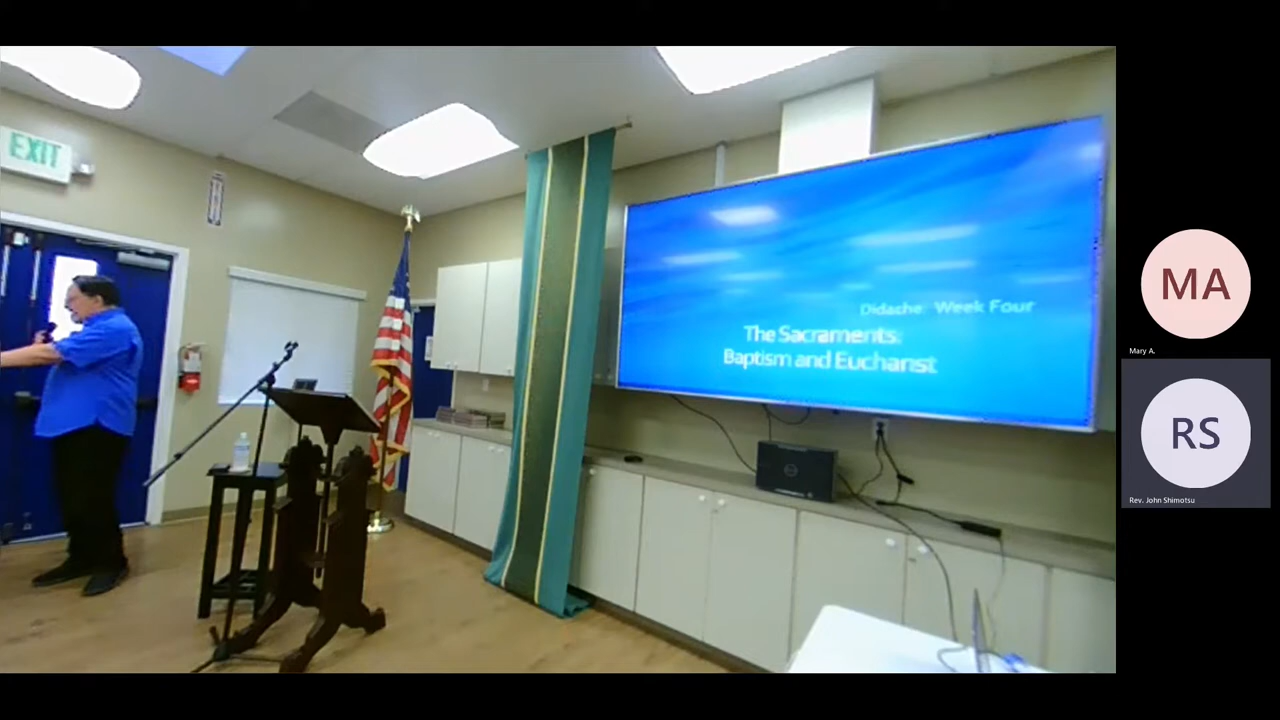 EXIT
Didache: Week Four
The Sacraments:
Baptism and Eucharist
MA
Mary A.
RS
Rev. John Shimotsu